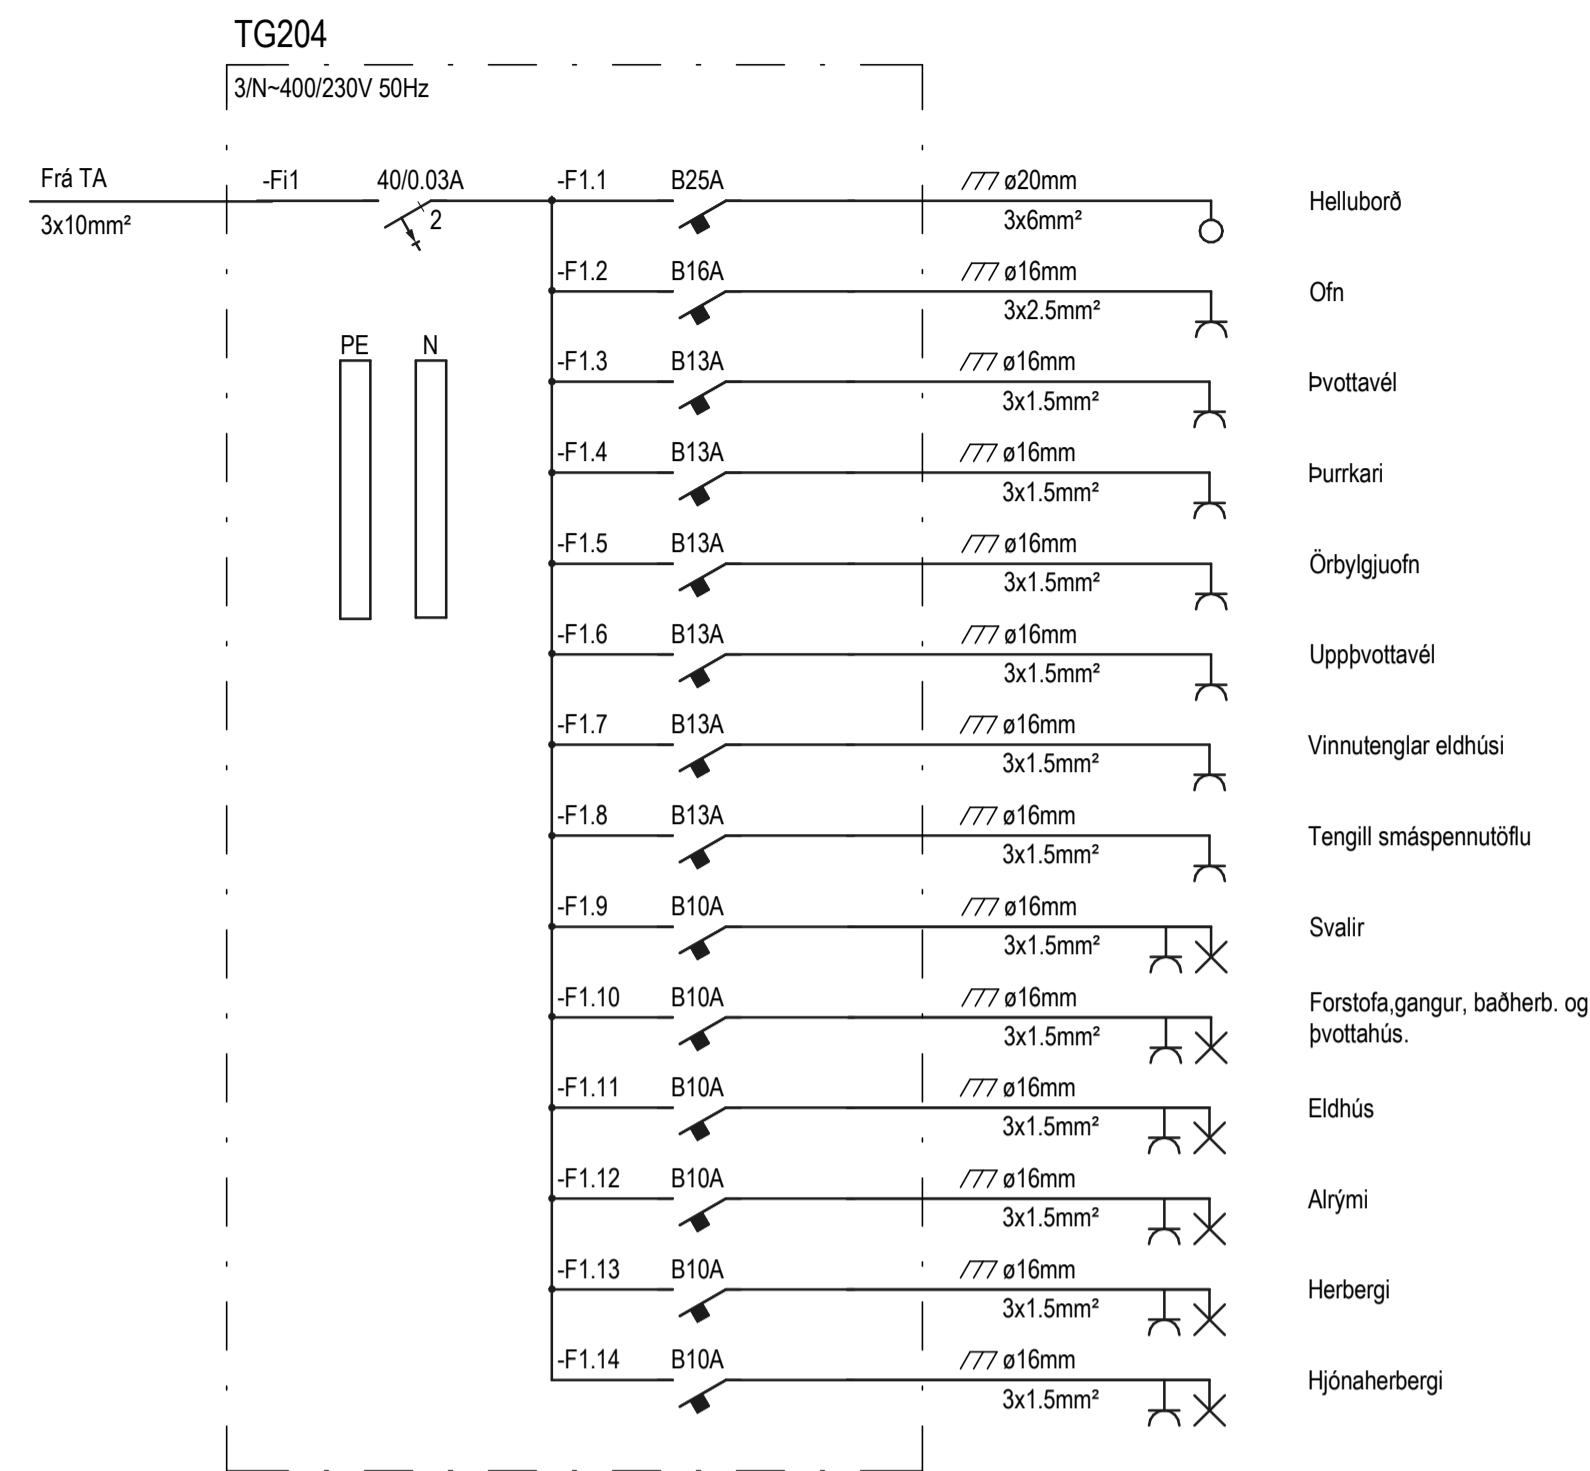 TG204
3/N~400/230V 50Hz
Frá TA
3x10mm²
-Fi1
40/0.03A
2
PE
N
-F1.1 B25A ø20mm
3x6mm²
Helluborð
-F1.2 B16A ø16mm
3x2.5mm²
Ofn
-F1.3 B13A ø16mm
3x1.5mm²
Þvottavél
-F1.4 B13A ø16mm
3x1.5mm²
Þurrkari
-F1.5 B13A ø16mm
3x1.5mm²
Örbylgjuofn
-F1.6 B13A ø16mm
3x1.5mm²
Uppþvottavél
-F1.7 B13A ø16mm
3x1.5mm²
Vinnutenglar eldhúsi
-F1.8 B13A ø16mm
3x1.5mm²
Tengill smáspennutöflu
-F1.9 B10A ø16mm
3x1.5mm²
Svalir
-F1.10 B10A ø16mm
3x1.5mm²
Forstofa,gangur, baðherb. og
þvottahús.
-F1.11 B10A ø16mm
3x1.5mm²
Eldhús
-F1.12 B10A ø16mm
3x1.5mm²
Alrými
-F1.13 B10A ø16mm
3x1.5mm²
Herbergi
-F1.14 B10A ø16mm
3x1.5mm²
Hjónaherbergi